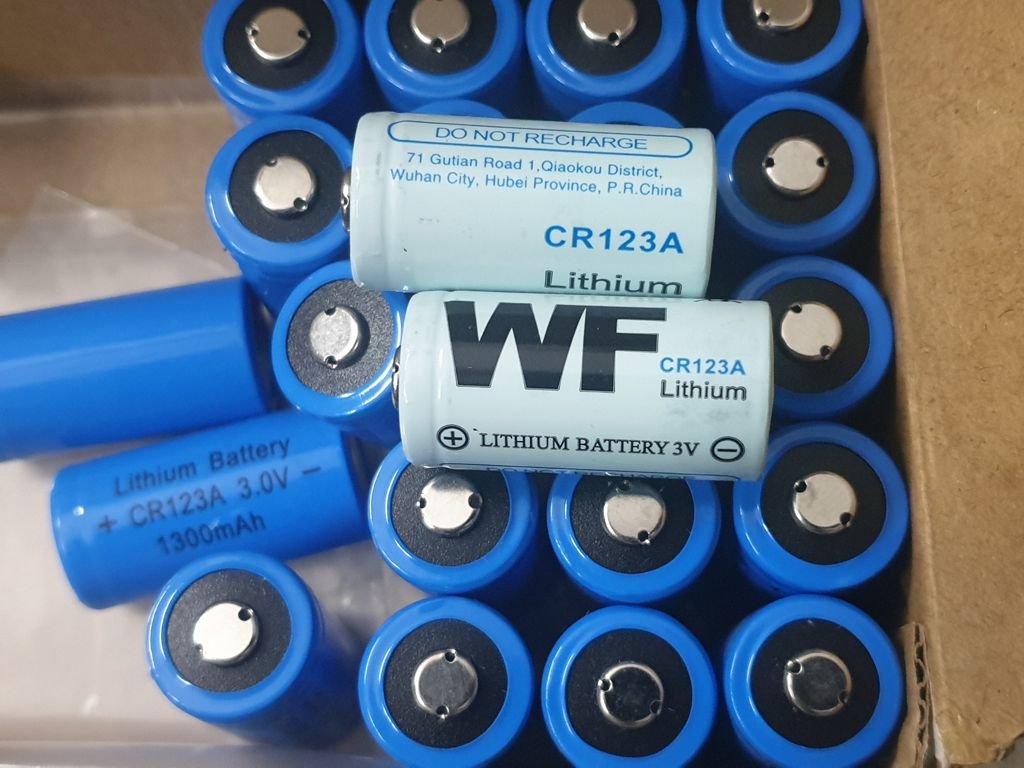 DO NOT RECHARGE
71 Gutian Road 1,Qiaokou District,
Wuhan City, Hubei Province, P.R.China
CR123A
Lithium
WF
CR123A
Lithium
+ LITHIUM BATTERY 3V -
Lithium Battery
+ CR123A 3.0V -
1300mAh